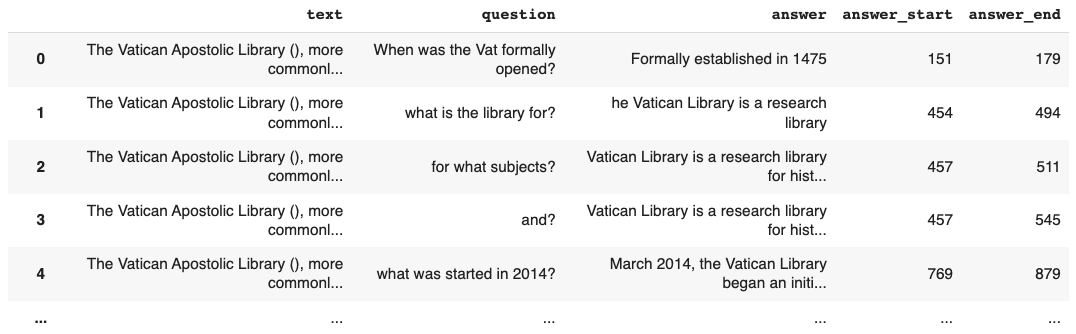 text question answer answer_start answer_end
0 The Vatican Apostolic Library (), more commonl... When was the Vat formally opened? Formally established in 1475 151 179
1 The Vatican Apostolic Library (), more commonl... what is the library for? he Vatican Library is a research library 454 494
2 The Vatican Apostolic Library (), more commonl... for what subjects? Vatican Library is a research library for hist... 457 511
3 The Vatican Apostolic Library (), more commonl... and? Vatican Library is a research library for hist... 457 545
4 The Vatican Apostolic Library (), more commonl... what was started in 2014? March 2014, the Vatican Library began an initi... 769 879
... ... ... ... ... ...